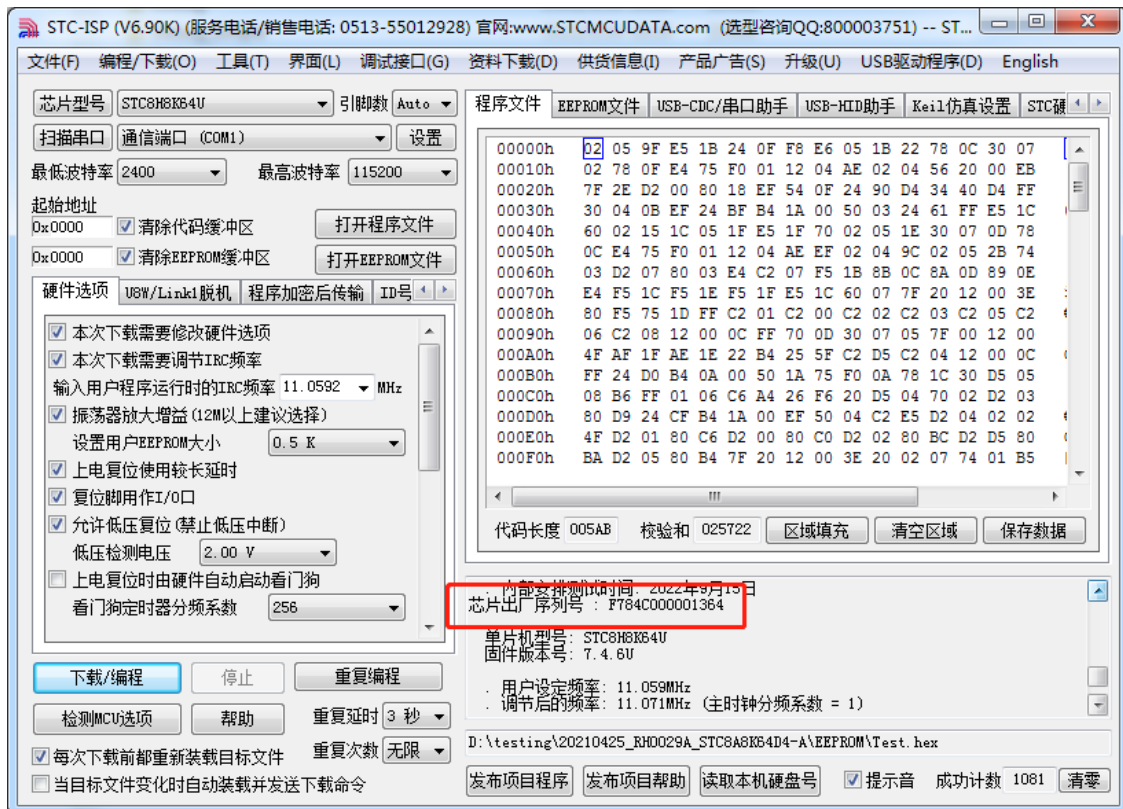 STC-ISP (V6.90K) (服务电话/销售电话: 0513-55012928) 官网:www.STCMCUDATA.com (选型咨询QQ:800003751) -- ST...
文件(F) 编程/下载(O) 工具(T) 界面(L) 调试接口(G) 资料下载(D) 供货信息(I) 产品广告(S) 升级(U) USB驱动程序(D) English
芯片型号 STC8H8K64U 引脚数 Auto
扫描串口 通信端口 (COM1) 设置
最低波特率 2400 最高波特率 115200
起始地址
0x0000 清除代码缓冲区 打开程序文件
0x0000 清除EEPROM缓冲区 打开EEPROM文件
硬件选项 U8W/Link1脱机 程序加密后传输 ID号
本次下载需要修改硬件选项
本次下载需要调节IRC频率
输入用户程序运行时的IRC频率 11.0592 MHz
振荡器放大增益(12M以上建议选择)
设置用户EEPROM大小 0.5 K
上电复位使用较长延时
复位脚用作I/O口
允许低压复位(禁止低压中断)
低压检测电压 2.00 V
上电复位时由硬件自动启动看门狗
看门狗定时器分频系数 256
下载/编程 停止 重复编程
检测MCU选项 帮助 重复延时 3 秒
每次下载前都重新装载目标文件 重复次数 无限
当目标文件变化时自动装载并发送下载命令
程序文件 EEPROM文件 USB-CDC/串口助手 USB-HID助手 Keil仿真设置 STC硬
00000h 02 05 9F E5 1B 24 0F F8 E6 05 1B 22 78 0C 30 07
00010h 02 78 0F E4 75 F0 01 12 04 AE 02 04 56 20 00 EB
00020h 7F 2E D2 00 80 18 EF 54 0F 24 90 D4 34 40 D4 FF
00030h 30 04 0B EF 24 BF B4 1A 00 50 03 24 61 FF E5 1C
00040h 60 02 15 1C 05 1F E5 1F 70 02 05 1E 30 07 0D 78
00050h 0C E4 75 F0 01 12 04 AE EF 02 04 9C 02 05 2B 74
00060h 03 D2 07 80 03 E4 C2 07 F5 1B 8B 0C 8A 0D 89 0E
00070h E4 F5 1C F5 1E F5 1F E5 1C 60 07 7F 20 12 00 3E
00080h 80 F5 75 1D FF C2 01 C2 00 C2 02 C2 03 C2 05 C2
00090h 06 C2 08 12 00 0C FF 70 0D 30 07 05 7F 00 12 00
000A0h 4F AF 1F AE 1E 22 B4 25 5F C2 D5 C2 04 12 00 0C
000B0h FF 24 D0 B4 0A 00 50 1A 75 F0 0A 78 1C 30 D5 05
000C0h 08 B6 FF 01 06 C6 A4 26 F6 20 D5 04 70 02 D2 03
000D0h 80 D9 24 CF B4 1A 00 EF 50 04 C2 E5 D2 04 02 02
000E0h 4F D2 01 80 C6 D2 00 80 C0 D2 02 80 BC D2 D5 80
000F0h BA D2 05 80 B4 7F 20 12 00 3E 20 02 07 74 01 B5
代码长度 005AB 校验和 025722 区域填充 清空区域 保存数据
. 内部安排测试时间: 2022年9月15日
芯片出厂序列号 : F784C000001364
单片机型号: STC8H8K64U
固件版本号: 7.4.6U
. 用户设定频率: 11.059MHz
. 调节后的频率: 11.071MHz (主时钟分频系数 = 1)
D:\testing\20210425_RH0029A_STC8A8K64D4-A\EEPROM\Test.hex
发布项目程序 发布项目帮助 读取本机硬盘号 提示音 成功计数 1081 清零